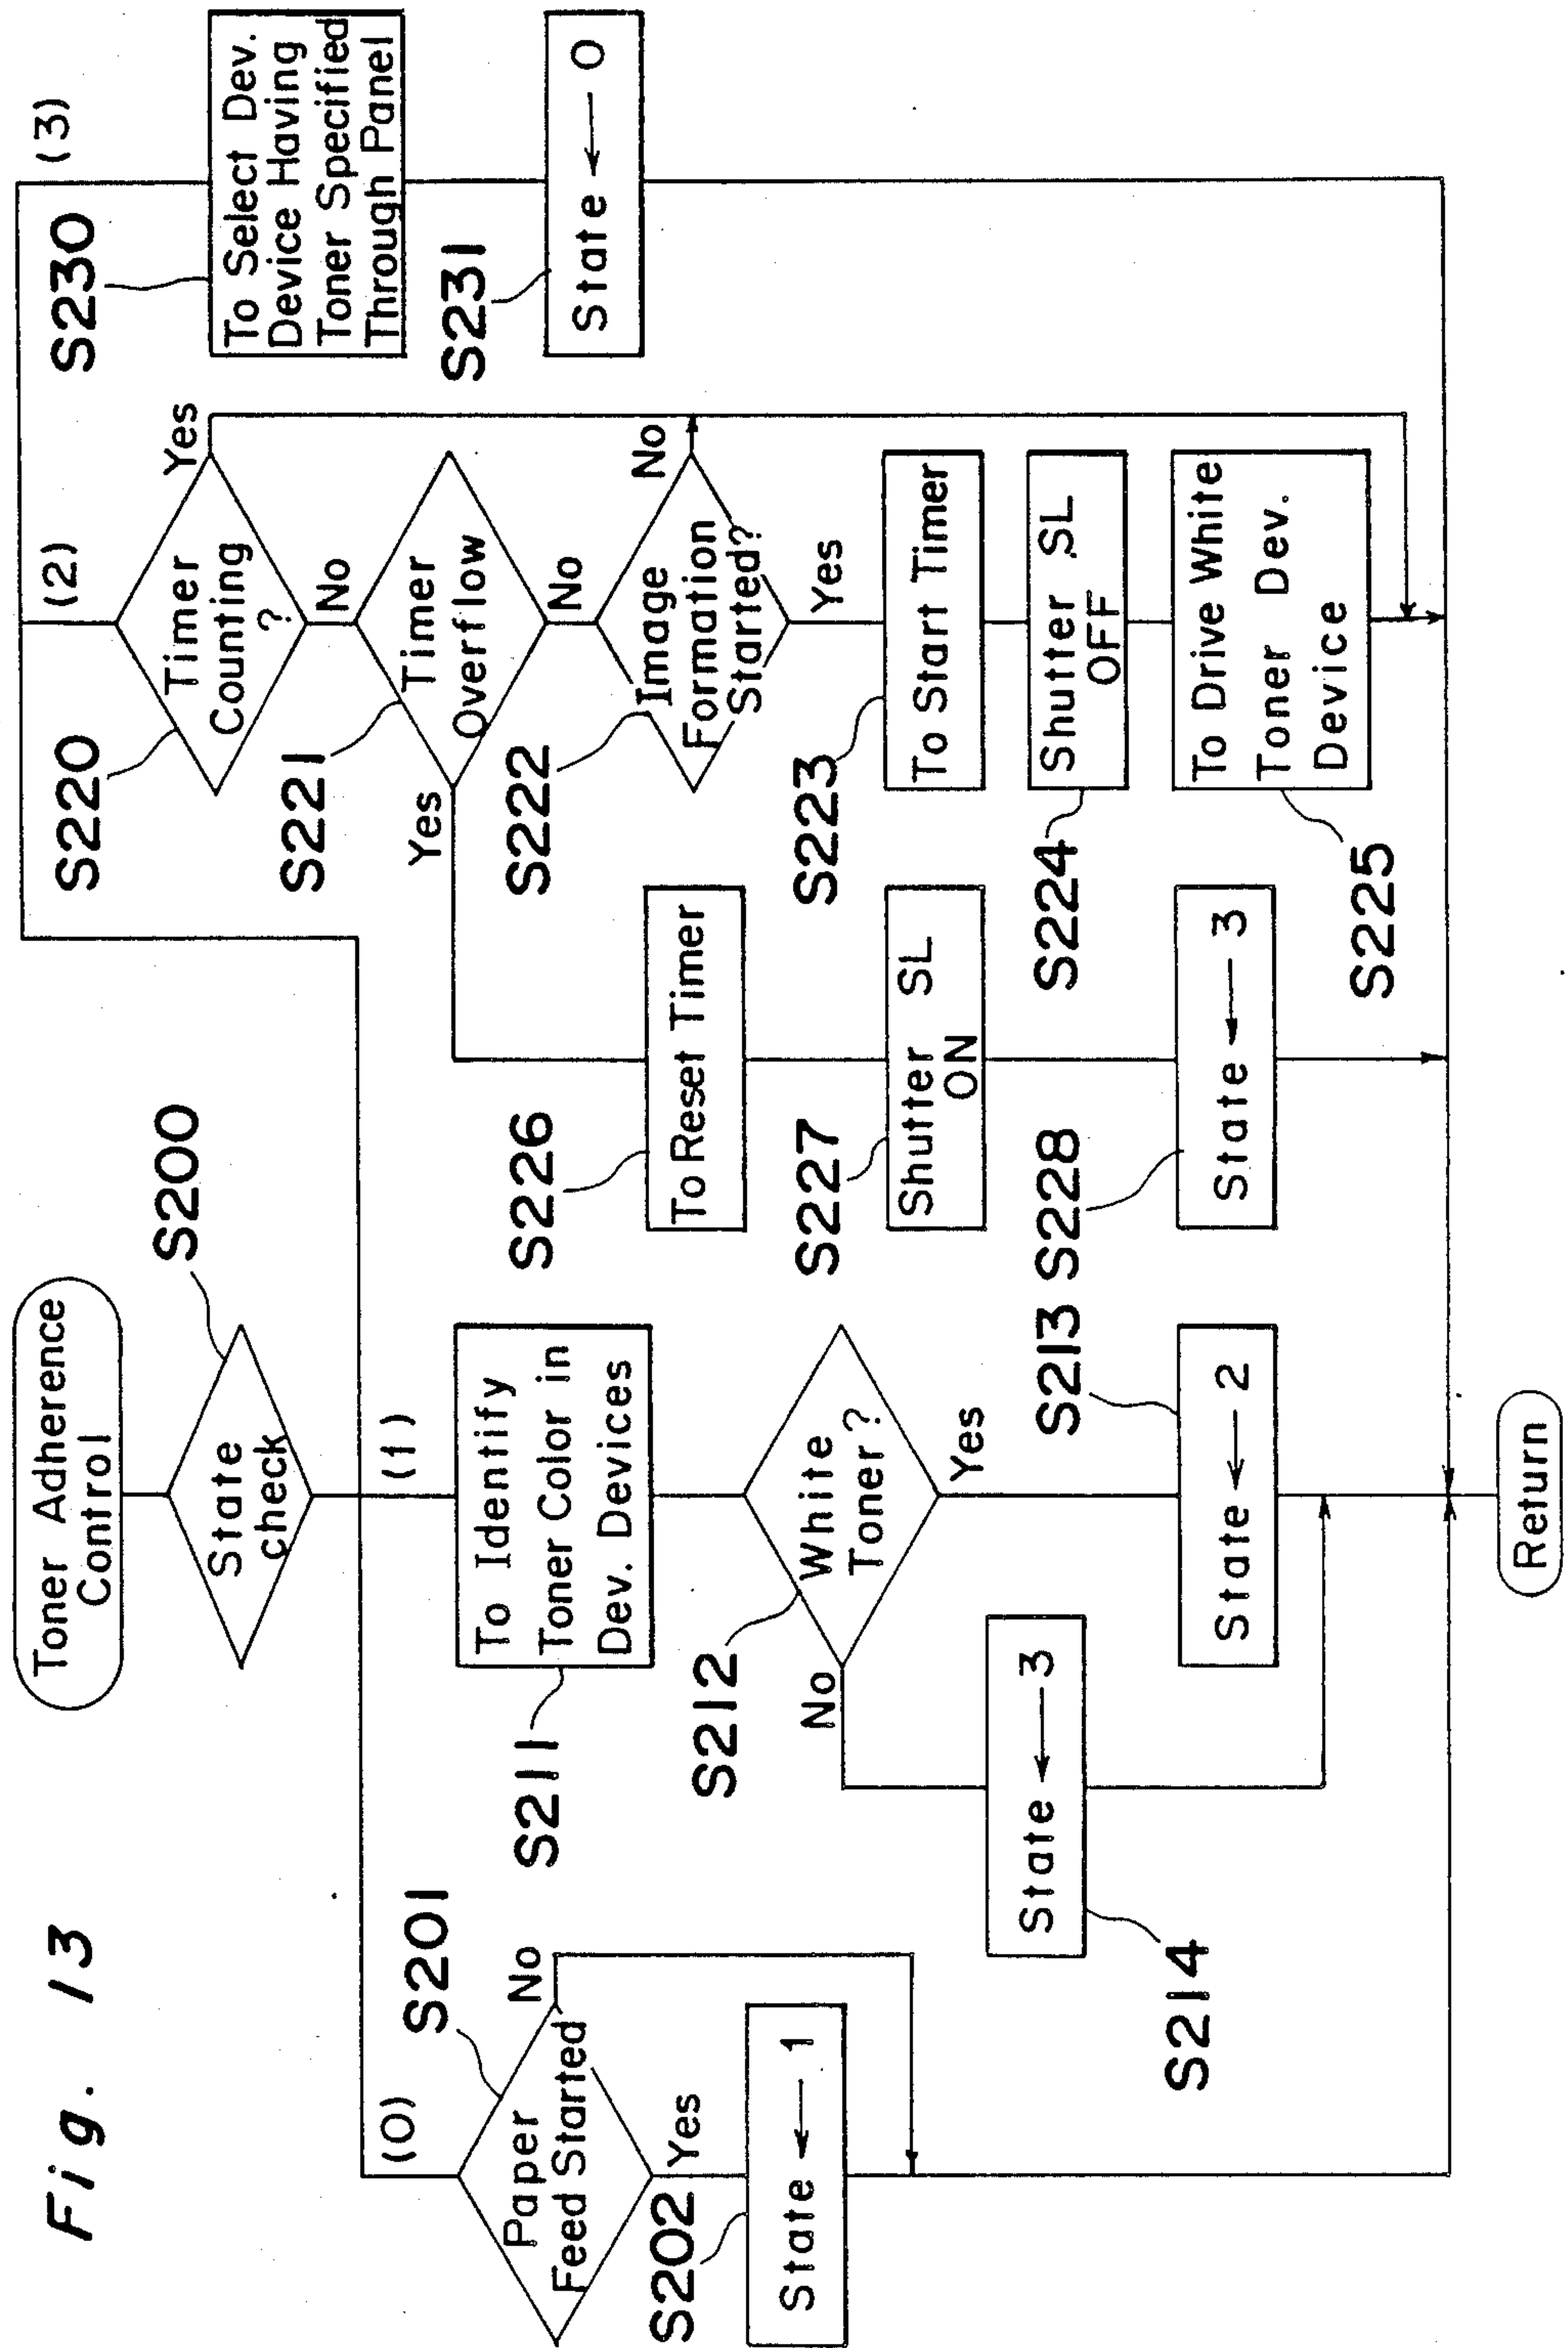 Fig. 13
Toner Adherence
Control
S200
State
check
(0)
S201
Paper
Feed Started
No
Yes
S202
State ← 1
(1)
S211
To Identify
Toner Color in
Dev. Devices
S212
White
Toner?
No
Yes
S214
State ← 3
S213
State ← 2
(2)
S220
Timer
Counting
?
Yes
No
S221
Timer
Overflow
Yes
No
S222
Image
Formation
Started?
No
Yes
S223
To Start Timer
S224
Shutter SL
OFF
S225
To Drive White
Toner Dev.
Device
S226
To Reset Timer
S227
Shutter SL
ON
S228
State ← 3
(3)
S230
To Select Dev.
Device Having
Toner Specified
Through Panel
S231
State ← 0
Return